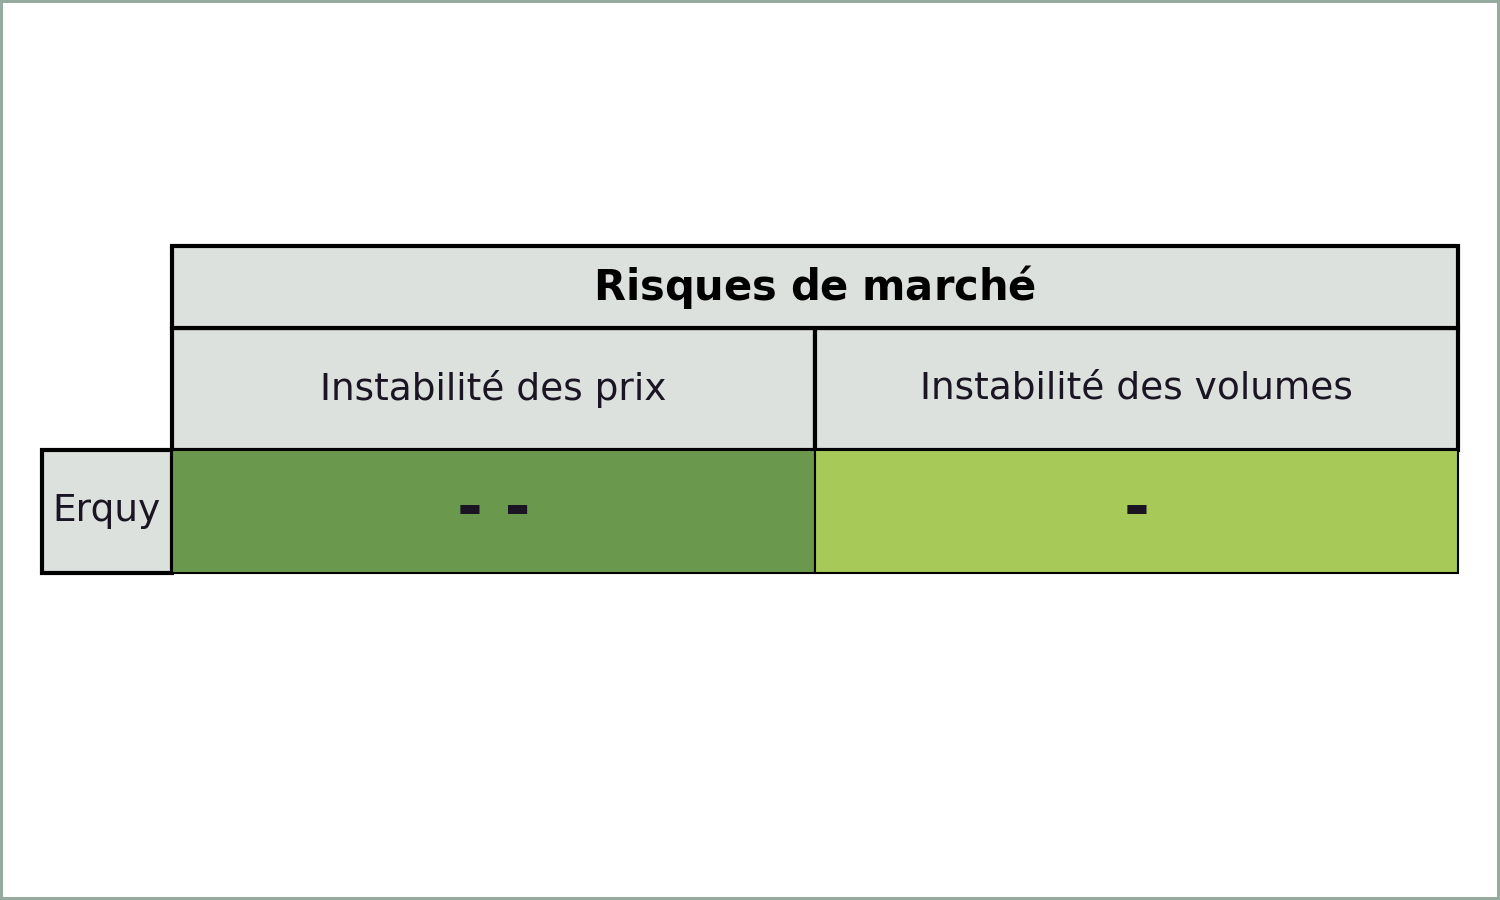 Risques de marché
Instabilité des prix
Instabilité des volumes
Erquy
- -
-